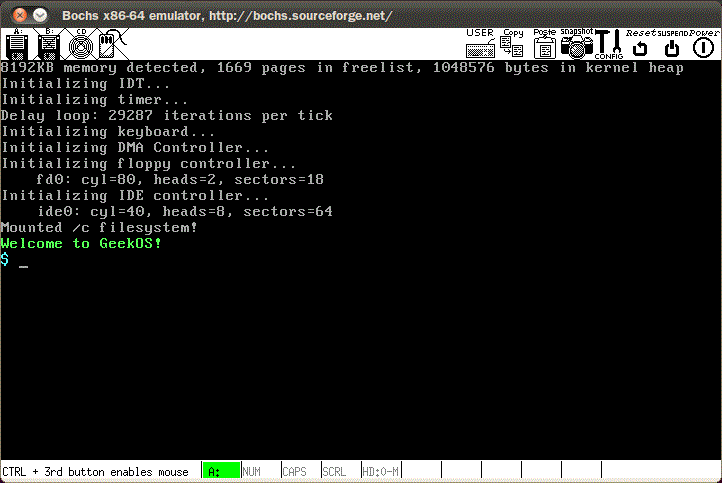 Bochs x86-64 emulator, http://bochs.sourceforge.net/
A: B: CD USER Copy Paste snapshot CONFIG Reset SUSPEND Power
8192KB memory detected, 1669 pages in freelist, 1048576 bytes in kernel heap
Initializing IDT...
Initializing timer...
Delay loop: 29287 iterations per tick
Initializing keyboard...
Initializing DMA Controller...
Initializing floppy controller...
fd0: cyl=80, heads=2, sectors=18
Initializing IDE controller...
ide0: cyl=40, heads=8, sectors=64
Mounted /c filesystem!
Welcome to GeekOS!
$ _
CTRL + 3rd button enables mouse A: NUM CAPS SCRL HD:0-M